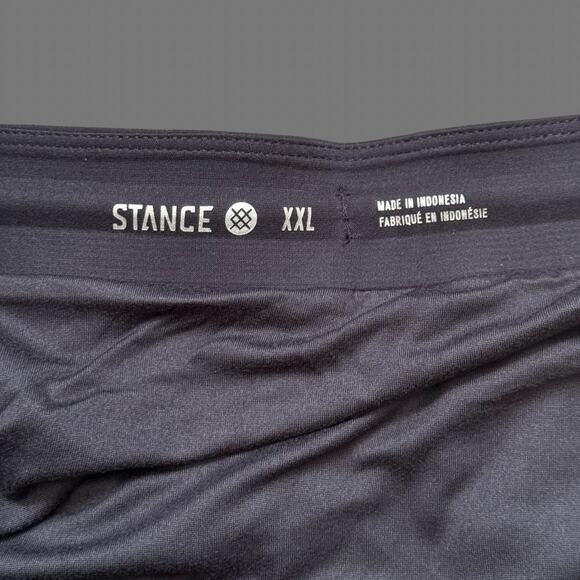 STANCE XXL
MADE IN INDONESIA
FABRIQUÉ EN INDONÉSIE